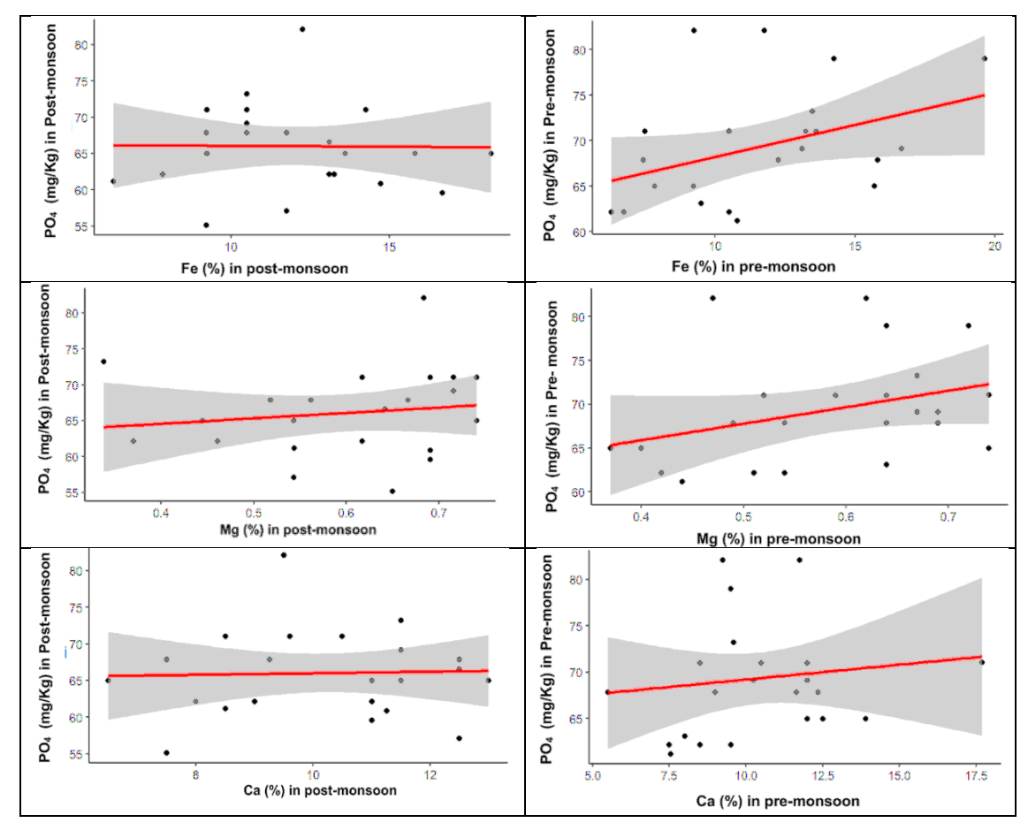 PO₄ (mg/Kg) in Post-monsoon
80
75
70
65
60
55
10 15
Fe (%) in post-monsoon
PO₄ (mg/Kg) in Pre-monsoon
80
75
70
65
60
10 15 20
Fe (%) in pre-monsoon
PO₄ (mg/Kg) in Post-monsoon
80
75
70
65
60
55
0.4 0.5 0.6 0.7
Mg (%) in post-monsoon
PO₄ (mg/Kg) in Pre- monsoon
80
75
70
65
60
0.4 0.5 0.6 0.7
Mg (%) in pre-monsoon
PO₄ (mg/Kg) in Post-monsoon
80
75
70
65
60
55
8 10 12
Ca (%) in post-monsoon
PO₄ (mg/Kg) in Pre-monsoon
80
75
70
65
5.0 7.5 10.0 12.5 15.0 17.5
Ca (%) in pre-monsoon